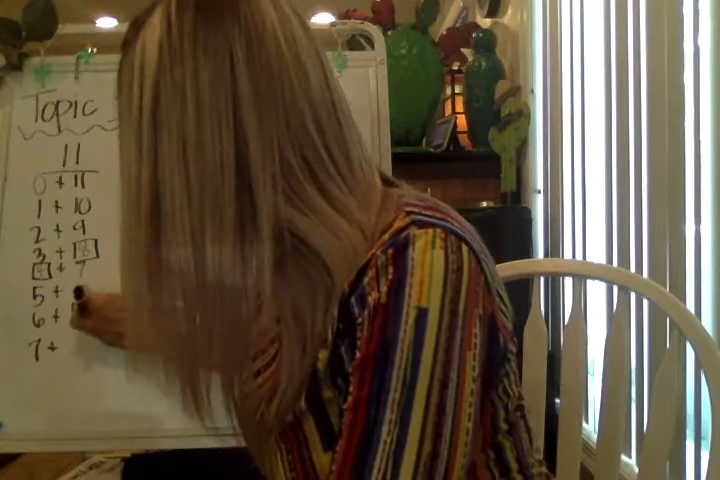 Topic
11
0 + 11
1 + 10
2 + 9
3 + 8
4 + 7
5 +
6 +
7 +